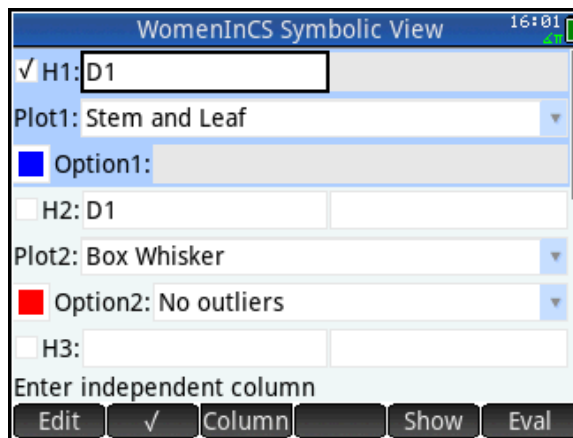 WomenInCS Symbolic View 16:01
∠π
√ H1: D1
Plot1: Stem and Leaf
Option1:
H2: D1
Plot2: Box Whisker
Option2: No outliers
H3:
Enter independent column
Edit √ Column Show Eval